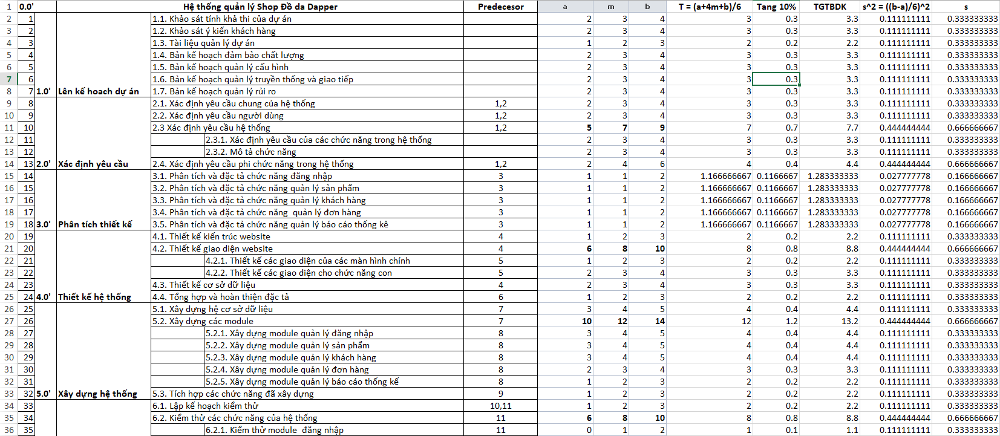 1 0.0' Hệ thống quản lý Shop Đồ da Dapper Predecesor a m b T = (a+4m+b)/6 Tang 10% TGTBDK s^2 = ((b-a)/6)^2 s
2 1 1.1. Khảo sát tính khả thi của dự án 2 3 4 3 0.3 3.3 0.111111111 0.333333333
3 2 1.2. Khảo sát ý kiến khách hàng 2 3 4 3 0.3 3.3 0.111111111 0.333333333
4 3 1.3. Tài liệu quản lý dự án 1 2 3 2 0.2 2.2 0.111111111 0.333333333
5 4 1.4. Bản kế hoạch đảm bảo chất lượng 2 3 4 3 0.3 3.3 0.111111111 0.333333333
6 5 1.5. Bản kế hoạch quản lý cấu hình 2 3 4 3 0.3 3.3 0.111111111 0.333333333
7 6 1.6. Bản kế hoạch quản lý truyền thống và giao tiếp 2 3 4 3 0.3 3.3 0.111111111 0.333333333
8 7 1.0' Lên kế hoach dự án 1.7. Bản kế hoạch quản lý rủi ro 2 3 4 3 0.3 3.3 0.111111111 0.333333333
9 8 2.1. Xác định yêu cầu chung của hệ thống 1,2 2 3 4 3 0.3 3.3 0.111111111 0.333333333
10 9 2.2. Xác định yêu cầu người dùng 1,2 2 3 4 3 0.3 3.3 0.111111111 0.333333333
11 10 2.3 Xác định yêu cầu hệ thống 1,2 5 7 9 7 0.7 7.7 0.444444444 0.666666667
12 11 2.3.1. Xác định yêu cầu của các chức năng trong hệ thống 2 3 4 3 0.3 3.3 0.111111111 0.333333333
13 12 2.3.2. Mô tả chức năng 2 3 4 3 0.3 3.3 0.111111111 0.333333333
14 13 2.0' Xác định yêu cầu 2.4. Xác định yêu cầu phi chức năng trong hệ thống 1,2 2 4 6 4 0.4 4.4 0.444444444 0.666666667
15 14 3.1. Phân tích và đặc tả chức năng đăng nhập 3 1 1 2 1.166666667 0.1166667 1.283333333 0.027777778 0.166666667
16 15 3.2. Phân tích và đặc tả chức năng quản lý sản phẩm 3 1 1 2 1.166666667 0.1166667 1.283333333 0.027777778 0.166666667
17 16 3.3. Phân tích và đặc tả chức năng quản lý khách hàng 3 1 1 2 1.166666667 0.1166667 1.283333333 0.027777778 0.166666667
18 17 3.4. Phân tích và đặc tả chức năng  quản lý đơn hàng 3 1 1 2 1.166666667 0.1166667 1.283333333 0.027777778 0.166666667
19 18 3.0' Phân tích thiết kế 3.5. Phân tích và đặc tả chức năng quản lý báo cáo thống kê 3 1 1 2 1.166666667 0.1166667 1.283333333 0.027777778 0.166666667
20 19 4.1. Thiết kế kiến trúc website 4 1 2 3 2 0.2 2.2 0.111111111 0.333333333
21 20 4.2. Thiết kế giao diện website 4 6 8 10 8 0.8 8.8 0.444444444 0.666666667
22 21 4.2.1. Thiết kế các giao diện của các màn hình chính 5 1 2 3 2 0.2 2.2 0.111111111 0.333333333
23 22 4.2.2. Thiết kế các giao diện cho chức năng con 5 2 3 4 3 0.3 3.3 0.111111111 0.333333333
24 23 4.3. Thiết kế cơ sở dữ liệu 4 2 3 4 3 0.3 3.3 0.111111111 0.333333333
25 24 4.0' Thiết kế hệ thống 4.4. Tổng hợp và hoàn thiện đặc tả 6 1 2 3 2 0.2 2.2 0.111111111 0.333333333
26 25 5.1. Xây dựng hệ cơ sở dữ liệu 7 3 4 5 4 0.4 4.4 0.111111111 0.333333333
27 26 5.2. Xây dựng các module 7 10 12 14 12 1.2 13.2 0.444444444 0.666666667
28 27 5.2.1. Xây dựng module quản lý đăng nhập 8 3 4 5 4 0.4 4.4 0.111111111 0.333333333
29 28 5.2.2. Xây dựng module quản lý sản phẩm 8 3 4 5 4 0.4 4.4 0.111111111 0.333333333
30 29 5.2.3. Xây dựng module quản lý khách hàng 8 3 4 5 4 0.4 4.4 0.111111111 0.333333333
31 30 5.2.4. Xây dựng module quản lý đơn hàng 8 2 3 4 3 0.3 3.3 0.111111111 0.333333333
32 31 5.2.5. Xây dựng module quản lý báo cáo thống kế 8 1 2 3 2 0.2 2.2 0.111111111 0.333333333
33 32 5.0' Xây dựng hệ thống 5.3. Tích hợp các chức năng đã xây dựng 9 1 2 3 2 0.2 2.2 0.111111111 0.333333333
34 33 6.1. Lập kế hoạch kiểm thử 10,11 1 2 3 2 0.2 2.2 0.111111111 0.333333333
35 34 6.2. Kiểm thử các chức năng của hệ thống 11 6 8 10 8 0.8 8.8 0.444444444 0.666666667
36 35 6.2.1. Kiểm thử module  đăng nhập 11 0 1 2 1 0.1 1.1 0.111111111 0.333333333